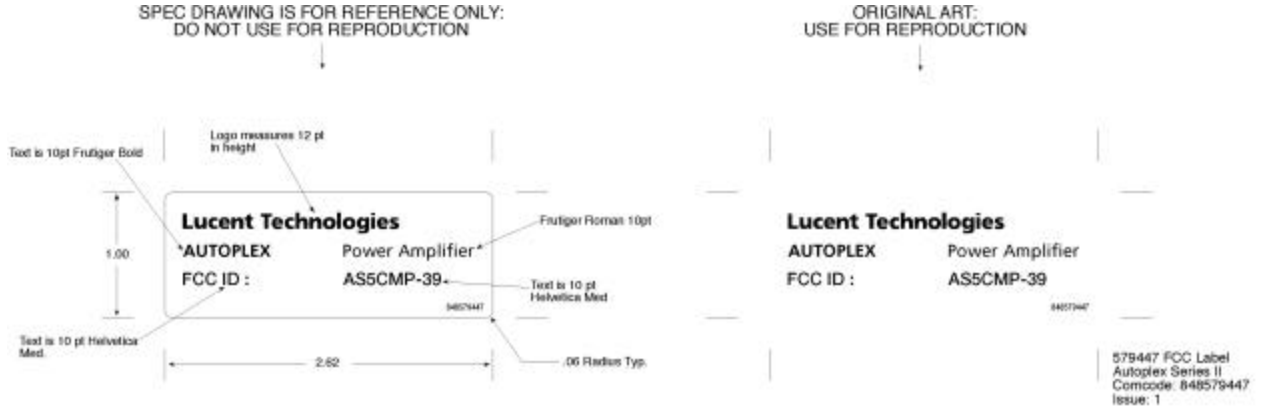 SPEC DRAWING IS FOR REFERENCE ONLY:
DO NOT USE FOR REPRODUCTION
ORIGINAL ART:
USE FOR REPRODUCTION
Logo measures 12 pt
in height
Text is 10pt Frutiger Bold
Lucent Technologies
AUTOPLEX Power Amplifier
FCC ID : AS5CMP-39
848579447
Frutiger Roman 10pt
1.00
Text is 10 pt
Helvetica Med
Text is 10 pt Helvetica
Med.
2.62
.06 Radius Typ.
Lucent Technologies
AUTOPLEX Power Amplifier
FCC ID : AS5CMP-39
848579447
579447 FCC Label
Autoplex Series II
Comcode: 848579447
Issue: 1